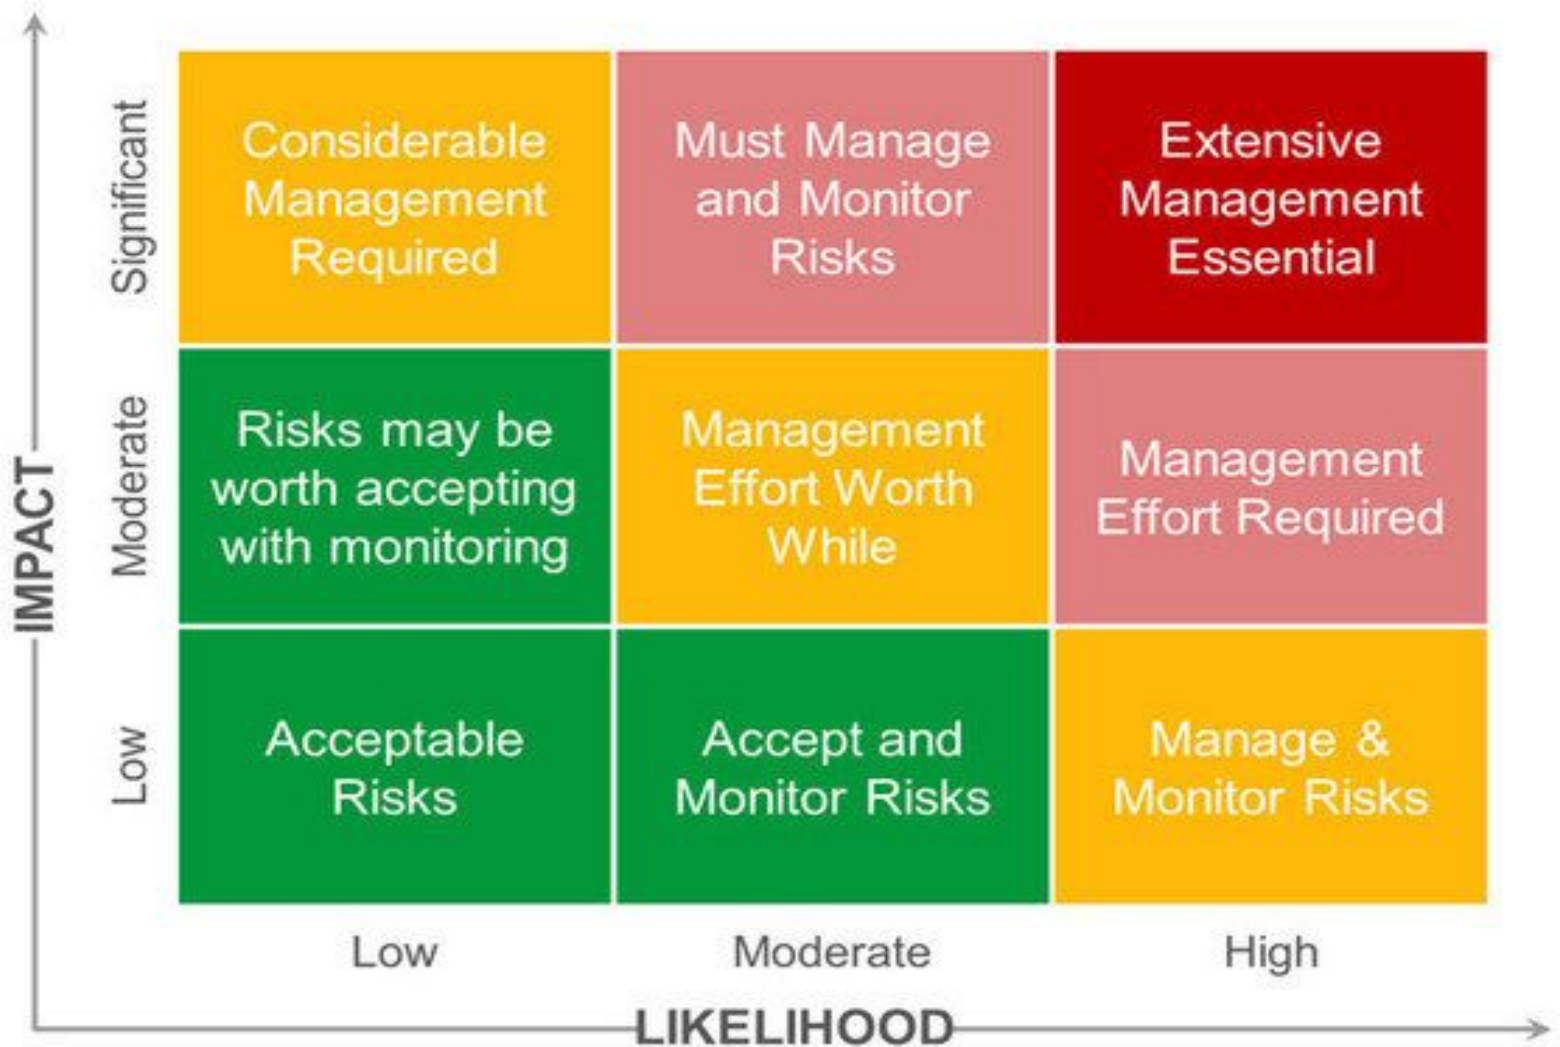 IMPACT
Significant
Considerable
Management
Required
Must Manage
and Monitor
Risks
Extensive
Management
Essential
Moderate
Risks may be
worth accepting
with monitoring
Management
Effort Worth
While
Management
Effort Required
Low
Acceptable
Risks
Accept and
Monitor Risks
Manage &
Monitor Risks
Low
Moderate
High
LIKELIHOOD